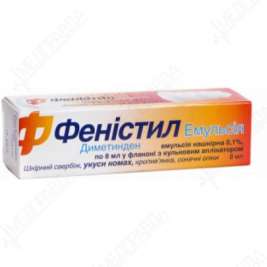 Феністил Емульсія
Диметинден
емульсія нашкірна 0,1%,
по 8 мл у флаконі з кульковим аплікатором
Шкірний свербіж, укуси комах, кропив'янка, сонячні опіки
8 мл